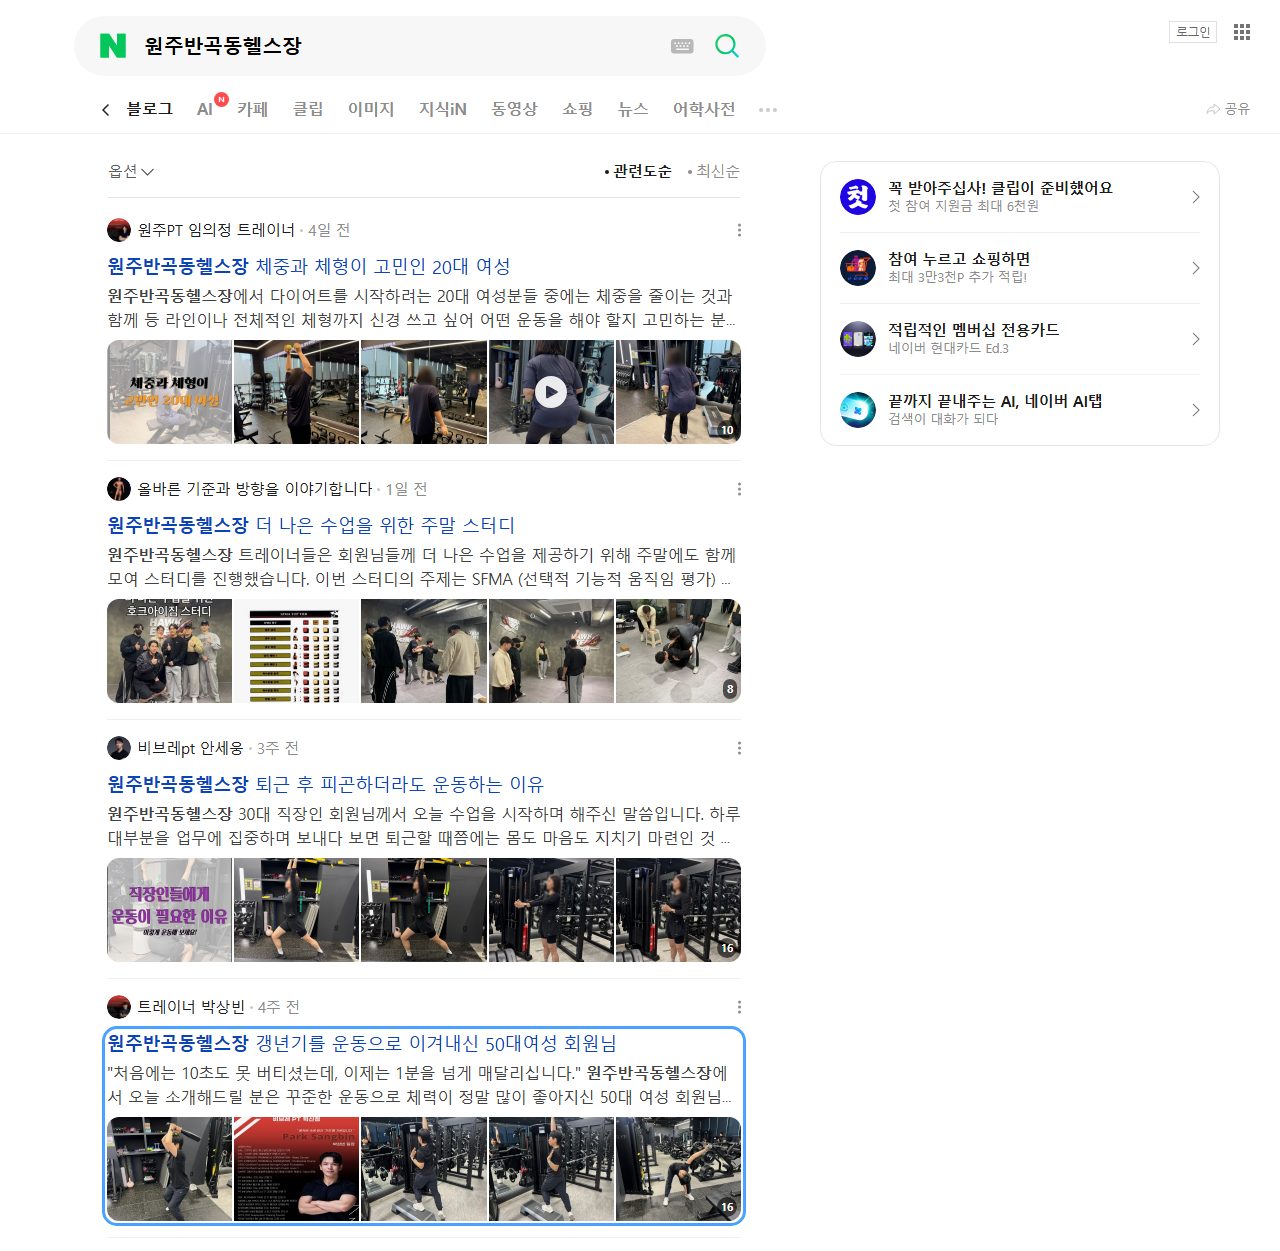 원주반곡동헬스장
로그인
블로그 AI N 카페 클립 이미지 지식iN 동영상 쇼핑 뉴스 어학사전
공유
옵션
• 관련도순 • 최신순
원주PT 임의정 트레이너 · 4일 전
원주반곡동헬스장 체중과 체형이 고민인 20대 여성
원주반곡동헬스장에서 다이어트를 시작하려는 20대 여성분들 중에는 체중을 줄이는 것과
함께 등 라인이나 전체적인 체형까지 신경 쓰고 싶어 어떤 운동을 해야 할지 고민하는 분...
체중과 체형이
고민인 20대 여성
10
올바른 기준과 방향을 이야기합니다 · 1일 전
원주반곡동헬스장 더 나은 수업을 위한 주말 스터디
원주반곡동헬스장 트레이너들은 회원님들께 더 나은 수업을 제공하기 위해 주말에도 함께
모여 스터디를 진행했습니다. 이번 스터디의 주제는 SFMA (선택적 기능적 움직임 평가) ...
호크아이짐 스터디
8
비브레pt 안세웅 · 3주 전
원주반곡동헬스장 퇴근 후 피곤하더라도 운동하는 이유
원주반곡동헬스장 30대 직장인 회원님께서 오늘 수업을 시작하며 해주신 말씀입니다. 하루
대부분을 업무에 집중하며 보내다 보면 퇴근할 때쯤에는 몸도 마음도 지치기 마련인 것 ...
직장인들에게
운동이 필요한 이유
이렇게 운동해 보세요!
16
트레이너 박상빈 · 4주 전
원주반곡동헬스장 갱년기를 운동으로 이겨내신 50대여성 회원님
"처음에는 10초도 못 버티셨는데, 이제는 1분을 넘게 매달리십니다." 원주반곡동헬스장에
서 오늘 소개해드릴 분은 꾸준한 운동으로 체력이 정말 많이 좋아지신 50대 여성 회원님...
Park Sangbin
16
첫
꼭 받아주십사! 클립이 준비했어요
첫 참여 지원금 최대 6천원
참여 누르고 쇼핑하면
최대 3만3천P 추가 적립!
적립적인 멤버십 전용카드
네이버 현대카드 Ed.3
끝까지 끝내주는 AI, 네이버 AI탭
검색이 대화가 되다